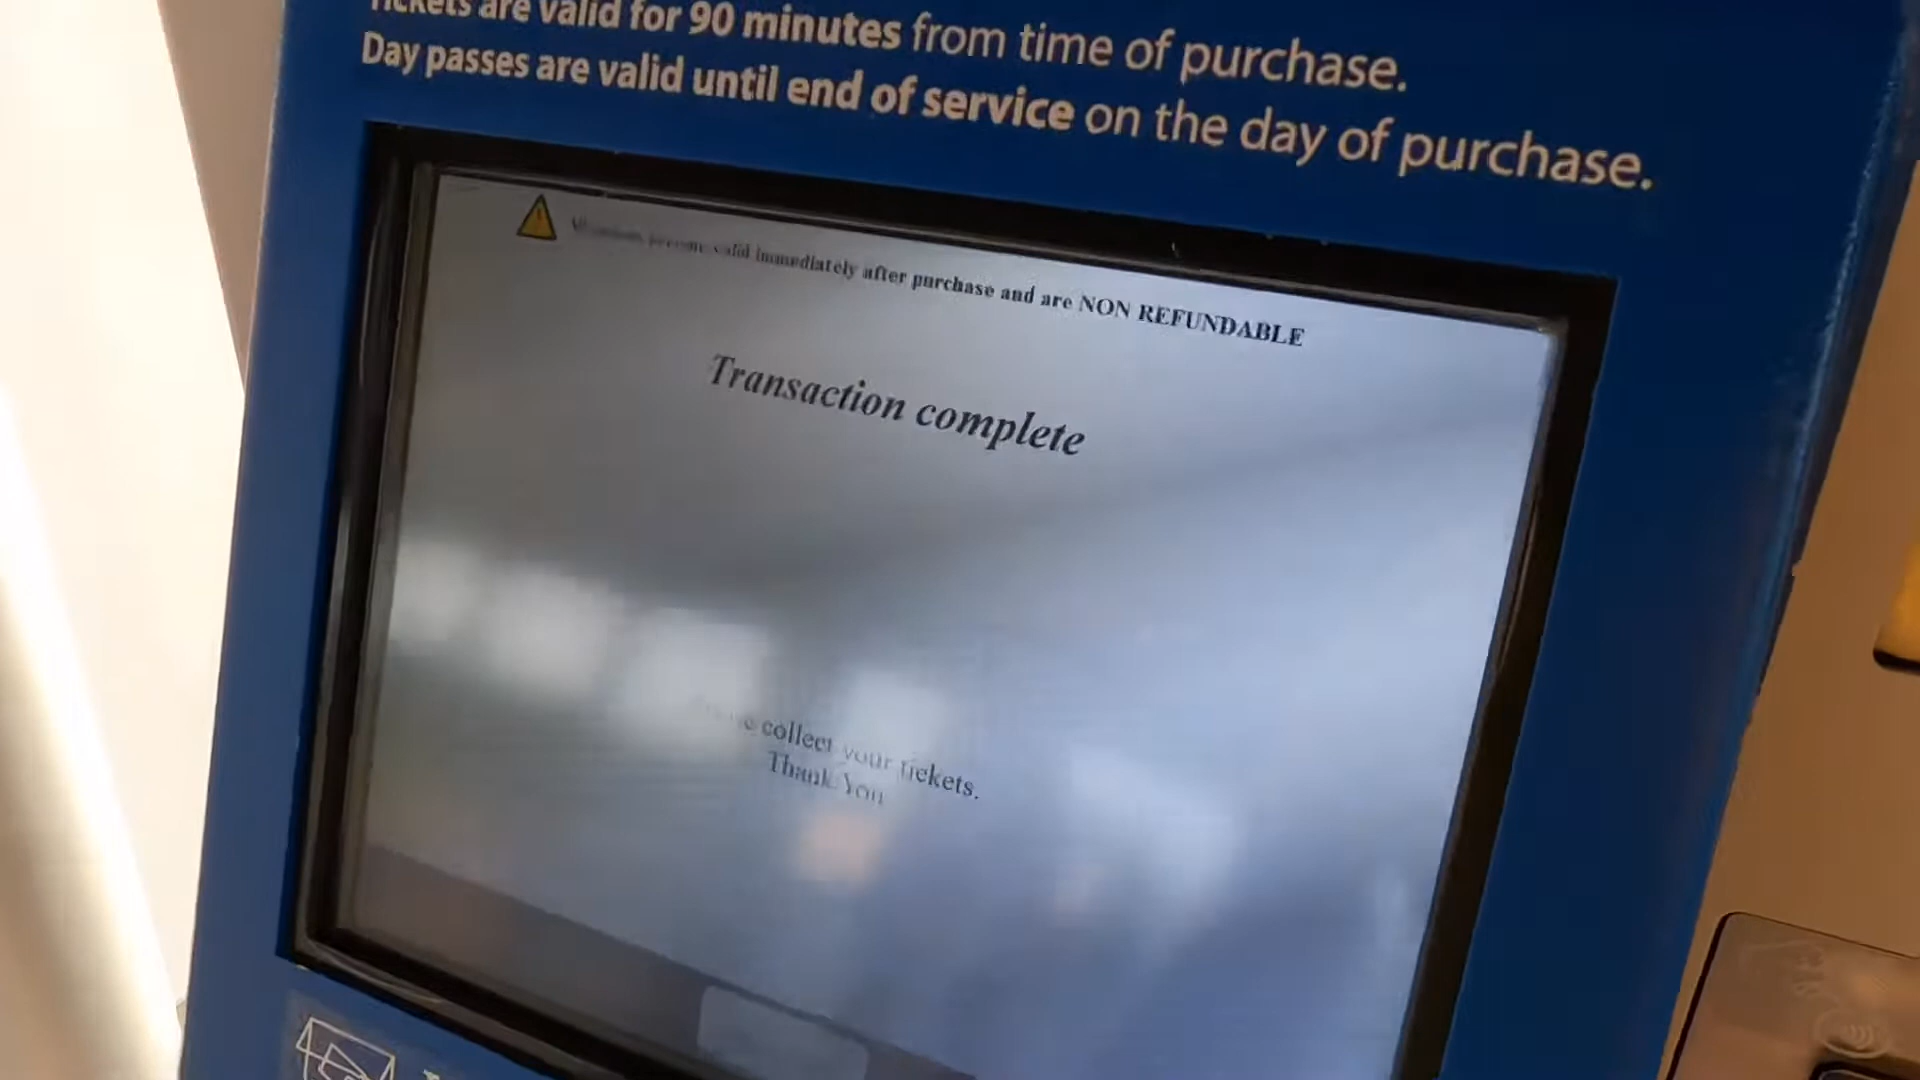 Tickets are valid for 90 minutes from time of purchase.
Day passes are valid until end of service on the day of purchase.
valid immediately after purchase and are NON REFUNDABLE
Transaction complete
collect your tickets.
Thank You